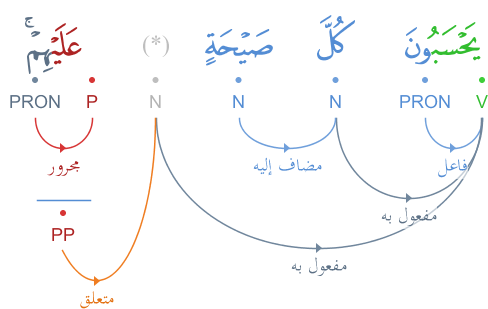 يَحْسَبُونَ كُلَّ صَيْحَةٍ (*) عَلَيْهِمْ ۚ
V PRON N N N P PRON
فاعل مضاف إليه مجرور
مفعول به
PP
مفعول به
متعلق